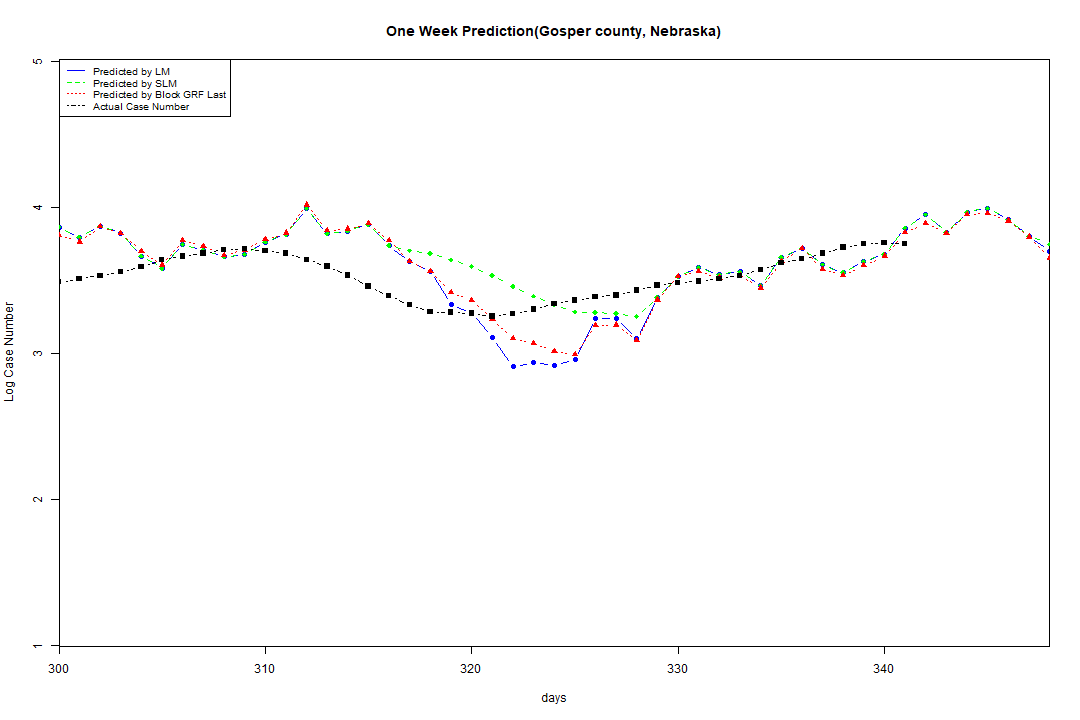 One Week Prediction(Gosper county, Nebraska)
Predicted by LM
Predicted by SLM
Predicted by Block GRF Last
Actual Case Number
5
4
3
2
1
Log Case Number
300 310 320 330 340
days